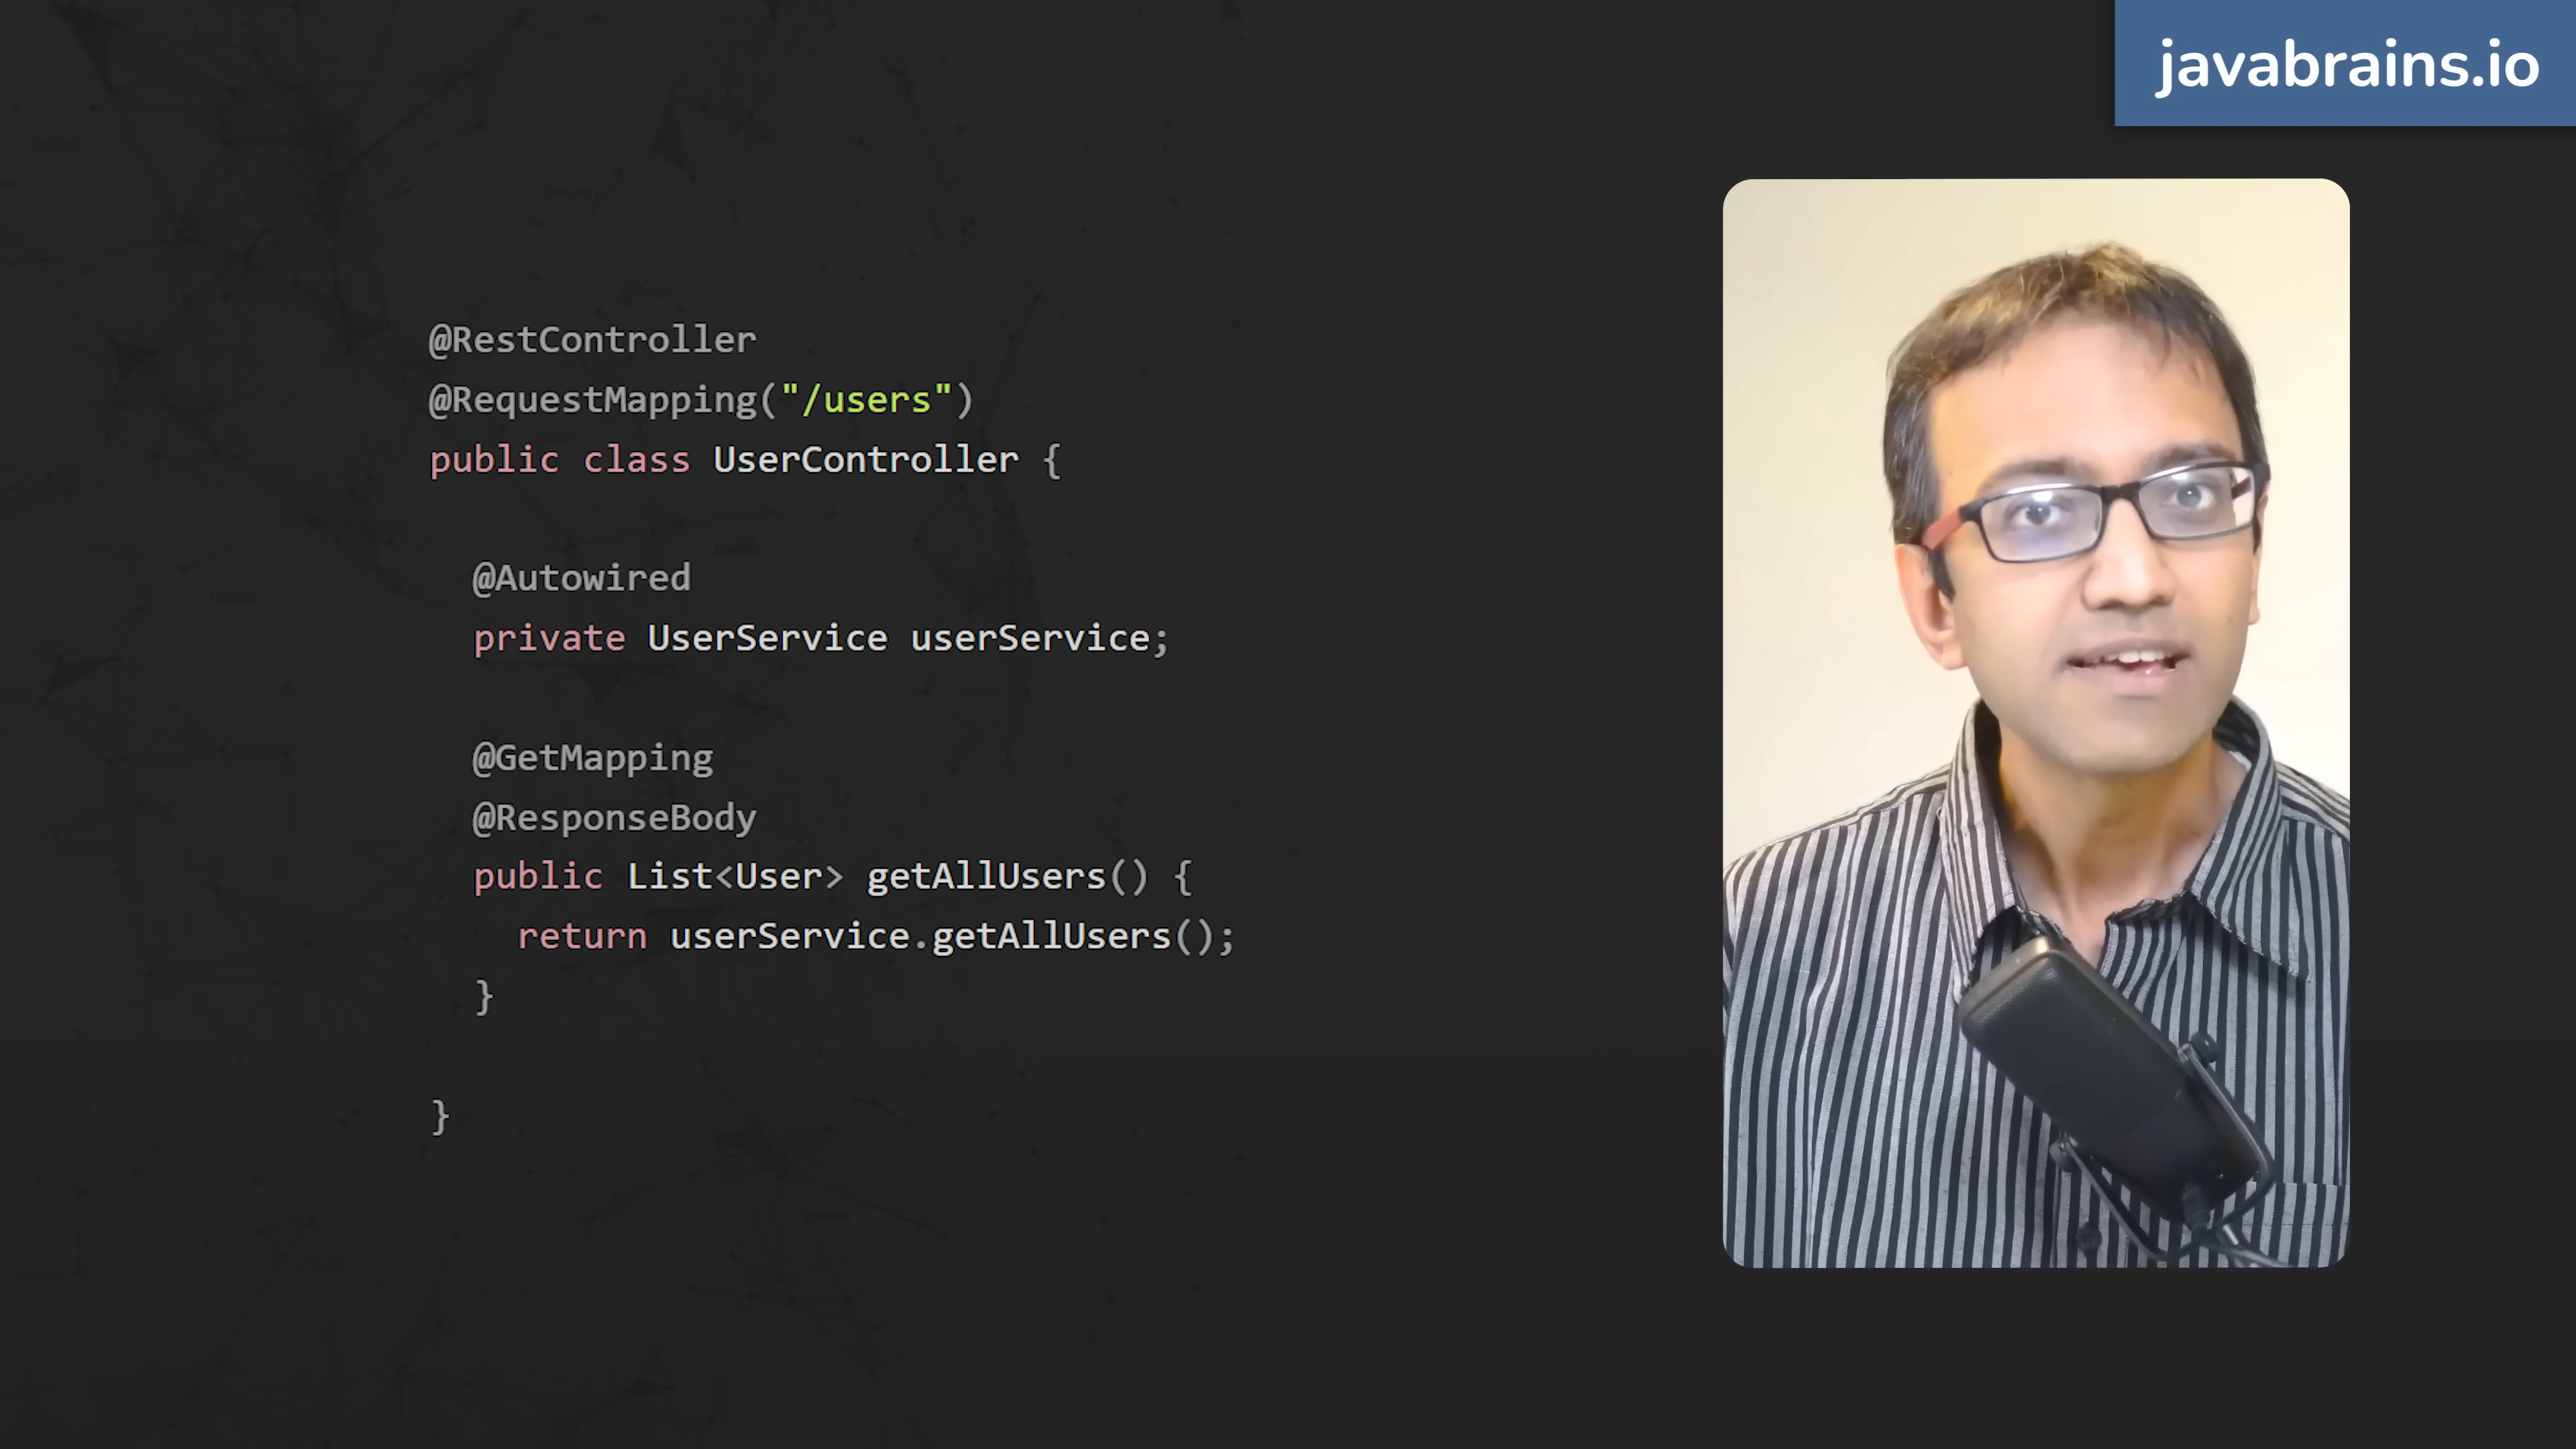 javabrains.io
@RestController
@RequestMapping("/users")
public class UserController {
@Autowired
private UserService userService;
@GetMapping
@ResponseBody
public List<User> getAllUsers() {
return userService.getAllUsers();
}
}